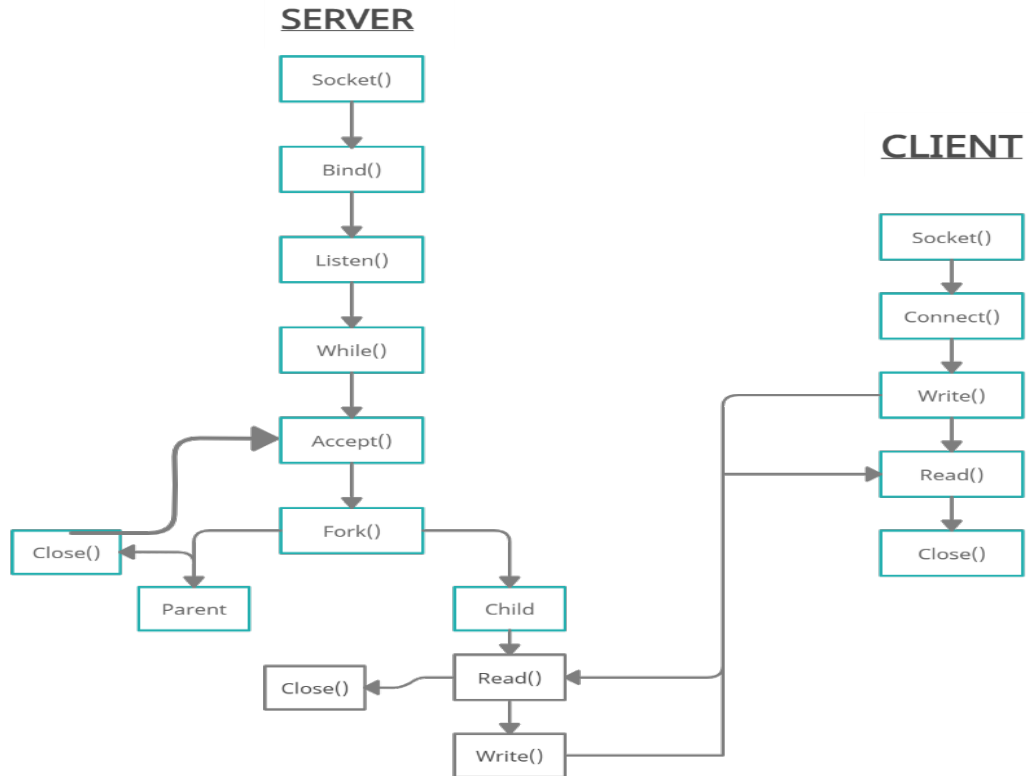 SERVER
Socket()
Bind()
Listen()
While()
Accept()
Fork()
Close()
Parent
Child
Read()
Close()
Write()
CLIENT
Socket()
Connect()
Write()
Read()
Close()